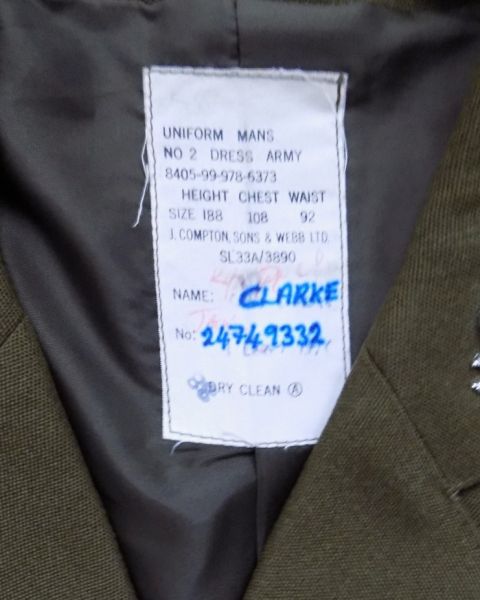 UNIFORM MANS
NO 2 DRESS ARMY
8405-99-978-6373
HEIGHT CHEST WAIST
SIZE 188 108 92
J. COMPTON, SONS & WEBB LTD.
SL33A/3890
NAME: CLARKE
No: 24749332
DRY CLEAN Ⓐ